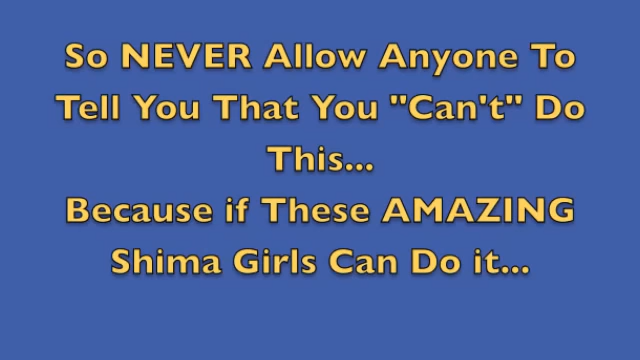 So NEVER Allow Anyone To
Tell You That You "Can't" Do
This...
Because if These AMAZING
Shima Girls Can Do it...